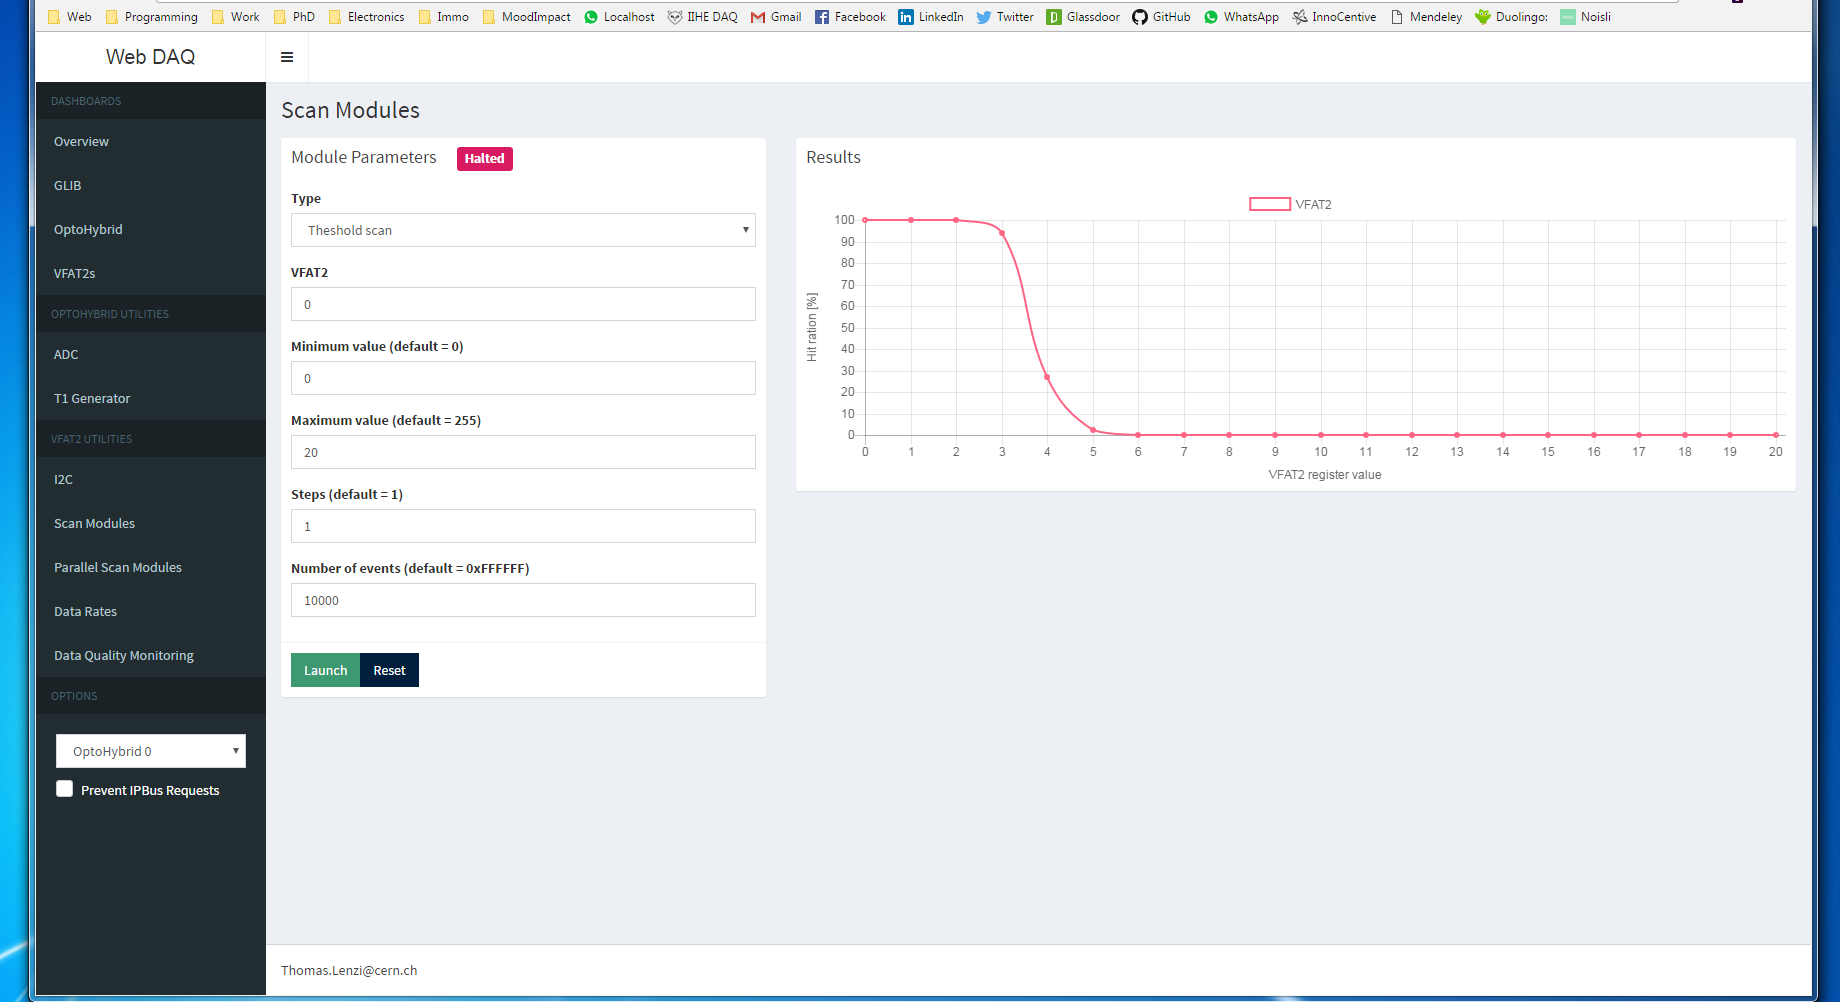 Web Programming Work PhD Electronics Immo MoodImpact Localhost IIHE DAQ Gmail Facebook LinkedIn Twitter Glassdoor GitHub WhatsApp InnoCentive Mendeley Duolingo: Noisli
Web DAQ
DASHBOARDS
Overview
GLIB
OptoHybrid
VFAT2s
OPTOHYBRID UTILITIES
ADC
T1 Generator
VFAT2 UTILITIES
I2C
Scan Modules
Parallel Scan Modules
Data Rates
Data Quality Monitoring
OPTIONS
OptoHybrid 0
Prevent IPBus Requests
Scan Modules
Module Parameters Halted
Type
Theshold scan
VFAT2
0
Minimum value (default = 0)
0
Maximum value (default = 255)
20
Steps (default = 1)
1
Number of events (default = 0xFFFFFF)
10000
Launch Reset
Results
VFAT2
100
90
80
70
60
50
40
30
20
10
0
Hit ration [%]
0 1 2 3 4 5 6 7 8 9 10 11 12 13 14 15 16 17 18 19 20
VFAT2 register value
Thomas.Lenzi@cern.ch